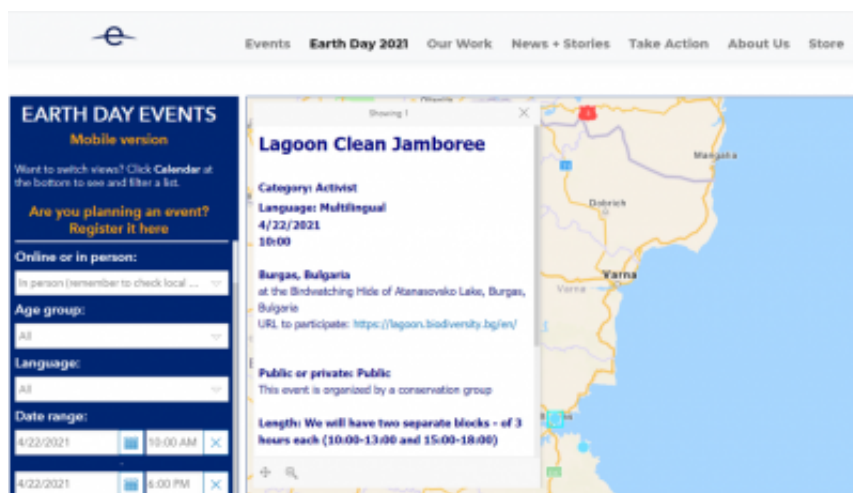 e
Events Earth Day 2021 Our Work News + Stories Take Action About Us Store
EARTH DAY EVENTS
Mobile version
Want to switch views? Click Calendar at
the bottom to see and filter a list.
Are you planning an event?
Register it here
Online or in person:
In person (remember to check local ...
Age group:
All
Language:
All
Date range:
4/22/2021 10:00 AM
-
4/22/2021 6:00 PM
Showing 1
Lagoon Clean Jamboree
Category: Activist
Language: Multilingual
4/22/2021
10:00
Burgas, Bulgaria
at the Birdwatching Hide of Atanasovsko Lake, Burgas,
Bulgaria
URL to participate: https://lagoon.biodiversity.bg/en/
Public or private: Public
This event is organized by a conservation group
Length: We will have two separate blocks - of 3
hours each (10:00-13:00 and 15:00-18:00)
Mangalia
Dobrich
Varna
Varna